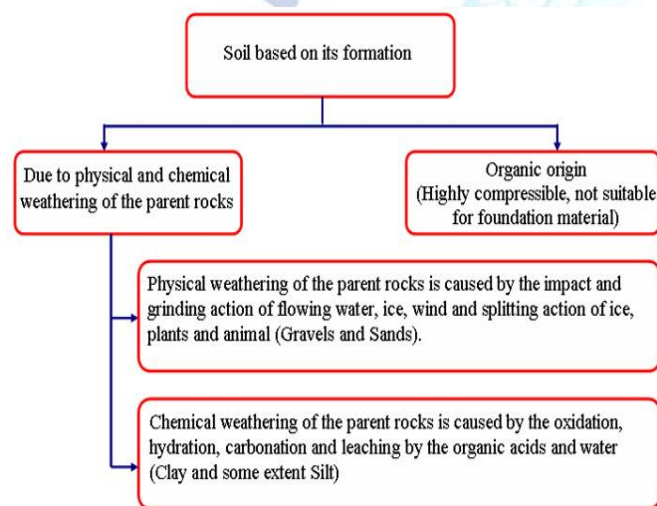 Soil based on its formation
Due to physical and chemical
weathering of the parent rocks
Organic origin
(Highly compressible, not suitable
for foundation material)
Physical weathering of the parent rocks is caused by the impact and
grinding action of flowing water, ice, wind and splitting action of ice,
plants and animal (Gravels and Sands).
Chemical weathering of the parent rocks is caused by the oxidation,
hydration, carbonation and leaching by the organic acids and water
(Clay and some extent Silt)